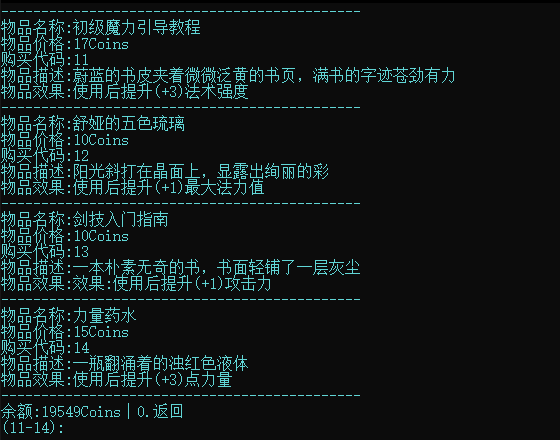 ---------------------------------------------
物品名称:初级魔力引导教程
物品价格:17Coins
购买代码:11
物品描述:蔚蓝的书皮夹着微微泛黄的书页，满书的字迹苍劲有力
物品效果:使用后提升(+3)法术强度
---------------------------------------------
物品名称:舒娅的五色琉璃
物品价格:10Coins
购买代码:12
物品描述:阳光斜打在晶面上，显露出绚丽的彩
物品效果:使用后提升(+1)最大法力值
---------------------------------------------
物品名称:剑技入门指南
物品价格:10Coins
购买代码:13
物品描述:一本朴素无奇的书，书面轻铺了一层灰尘
物品效果:效果:使用后提升(+1)攻击力
---------------------------------------------
物品名称:力量药水
物品价格:15Coins
购买代码:14
物品描述:一瓶翻涌着的浊红色液体
物品效果:使用后提升(+3)点力量
---------------------------------------------
余额:19549Coins｜0.返回
(11-14):